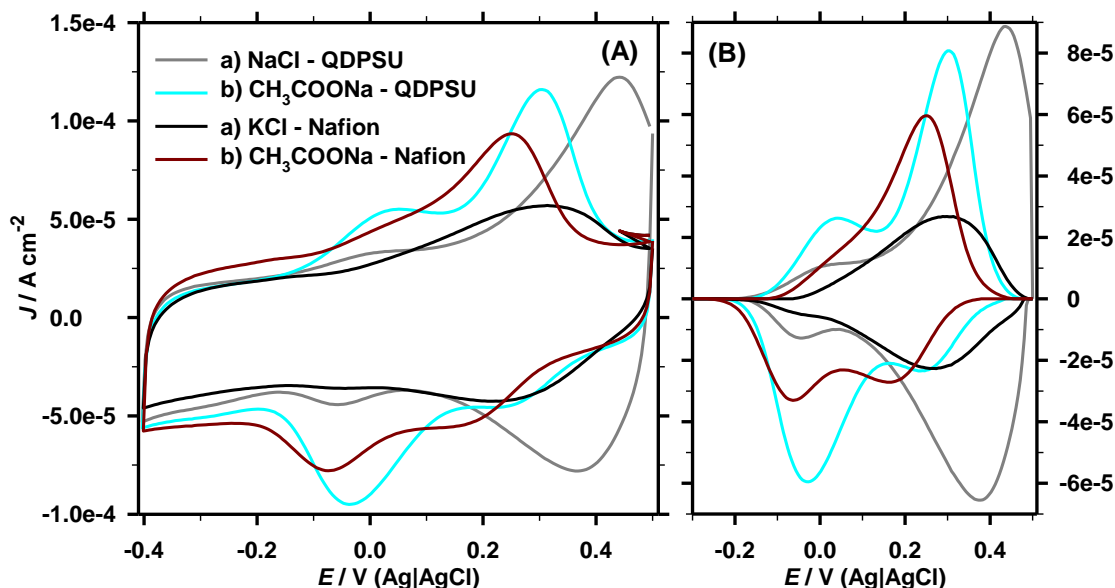 1.5e-4
1.0e-4
5.0e-5
0.0
-5.0e-5
-1.0e-4
J / A cm-2
(A)
a) NaCl - QDPSU
b) CH3COONa - QDPSU
a) KCl - Nafion
b) CH3COONa - Nafion
-0.4 -0.2 0.0 0.2 0.4
E / V (Ag|AgCl)
(B)
8e-5
6e-5
4e-5
2e-5
0
-2e-5
-4e-5
-6e-5
-0.2 0.0 0.2 0.4
E / V (Ag|AgCl)